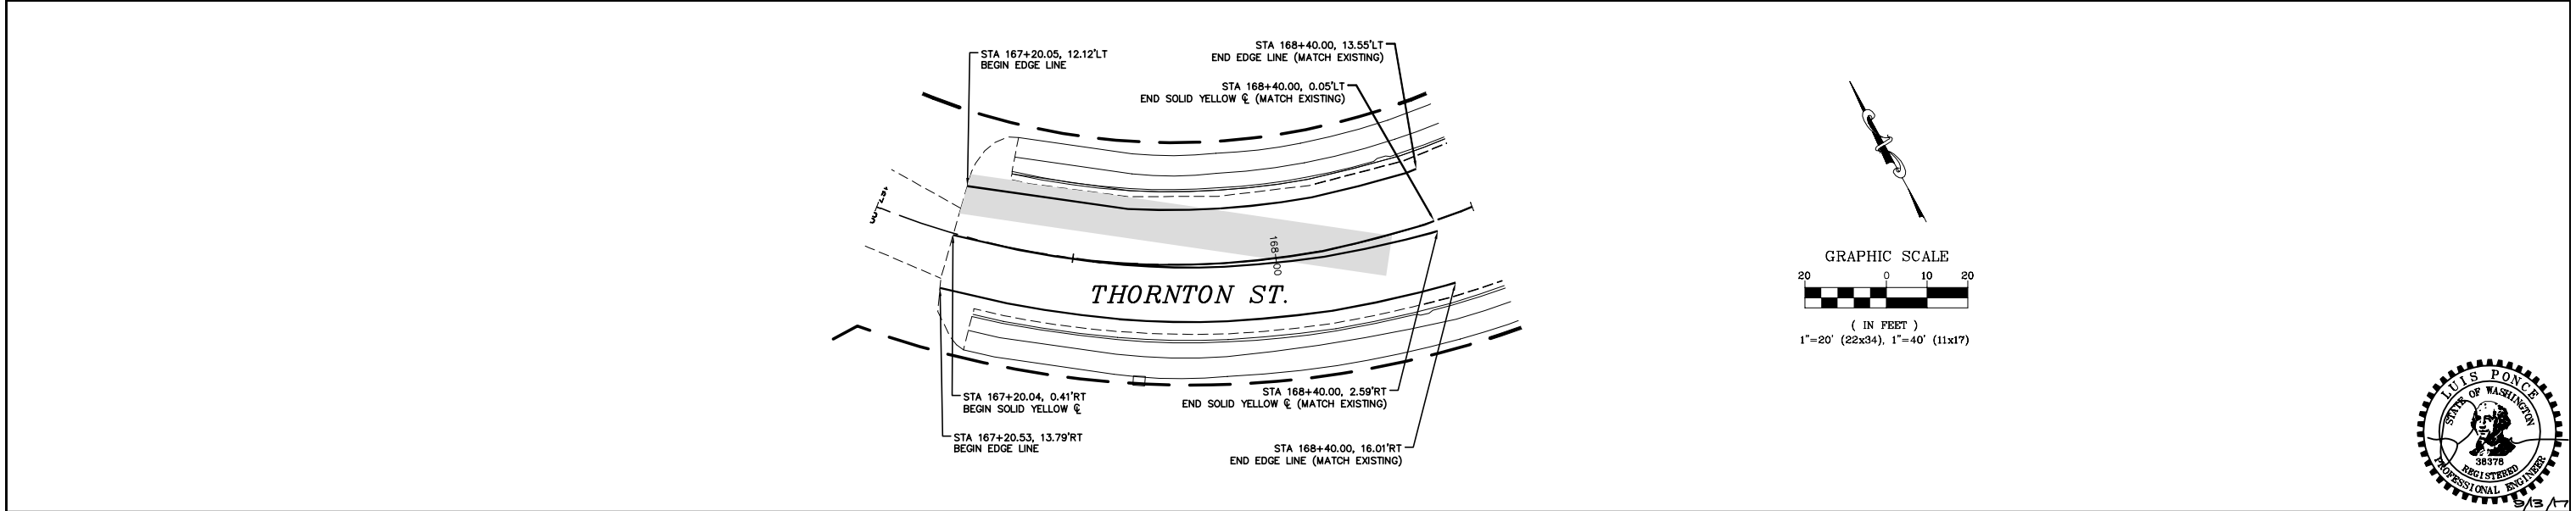 STA 167+20.05, 12.12'LT
BEGIN EDGE LINE
STA 168+40.00, 13.55'LT
END EDGE LINE (MATCH EXISTING)
STA 168+40.00, 0.05'LT
END SOLID YELLOW ℄ (MATCH EXISTING)
168+00
THORNTON ST.
STA 167+20.04, 0.41'RT
BEGIN SOLID YELLOW ℄
STA 167+20.53, 13.79'RT
BEGIN EDGE LINE
STA 168+40.00, 2.59'RT
END SOLID YELLOW ℄ (MATCH EXISTING)
STA 168+40.00, 16.01'RT
END EDGE LINE (MATCH EXISTING)
GRAPHIC SCALE
20 0 10 20
( IN FEET )
1"=20' (22x34), 1"=40' (11x17)
LUIS PONCE
STATE OF WASHINGTON
38378
REGISTERED
PROFESSIONAL ENGINEER